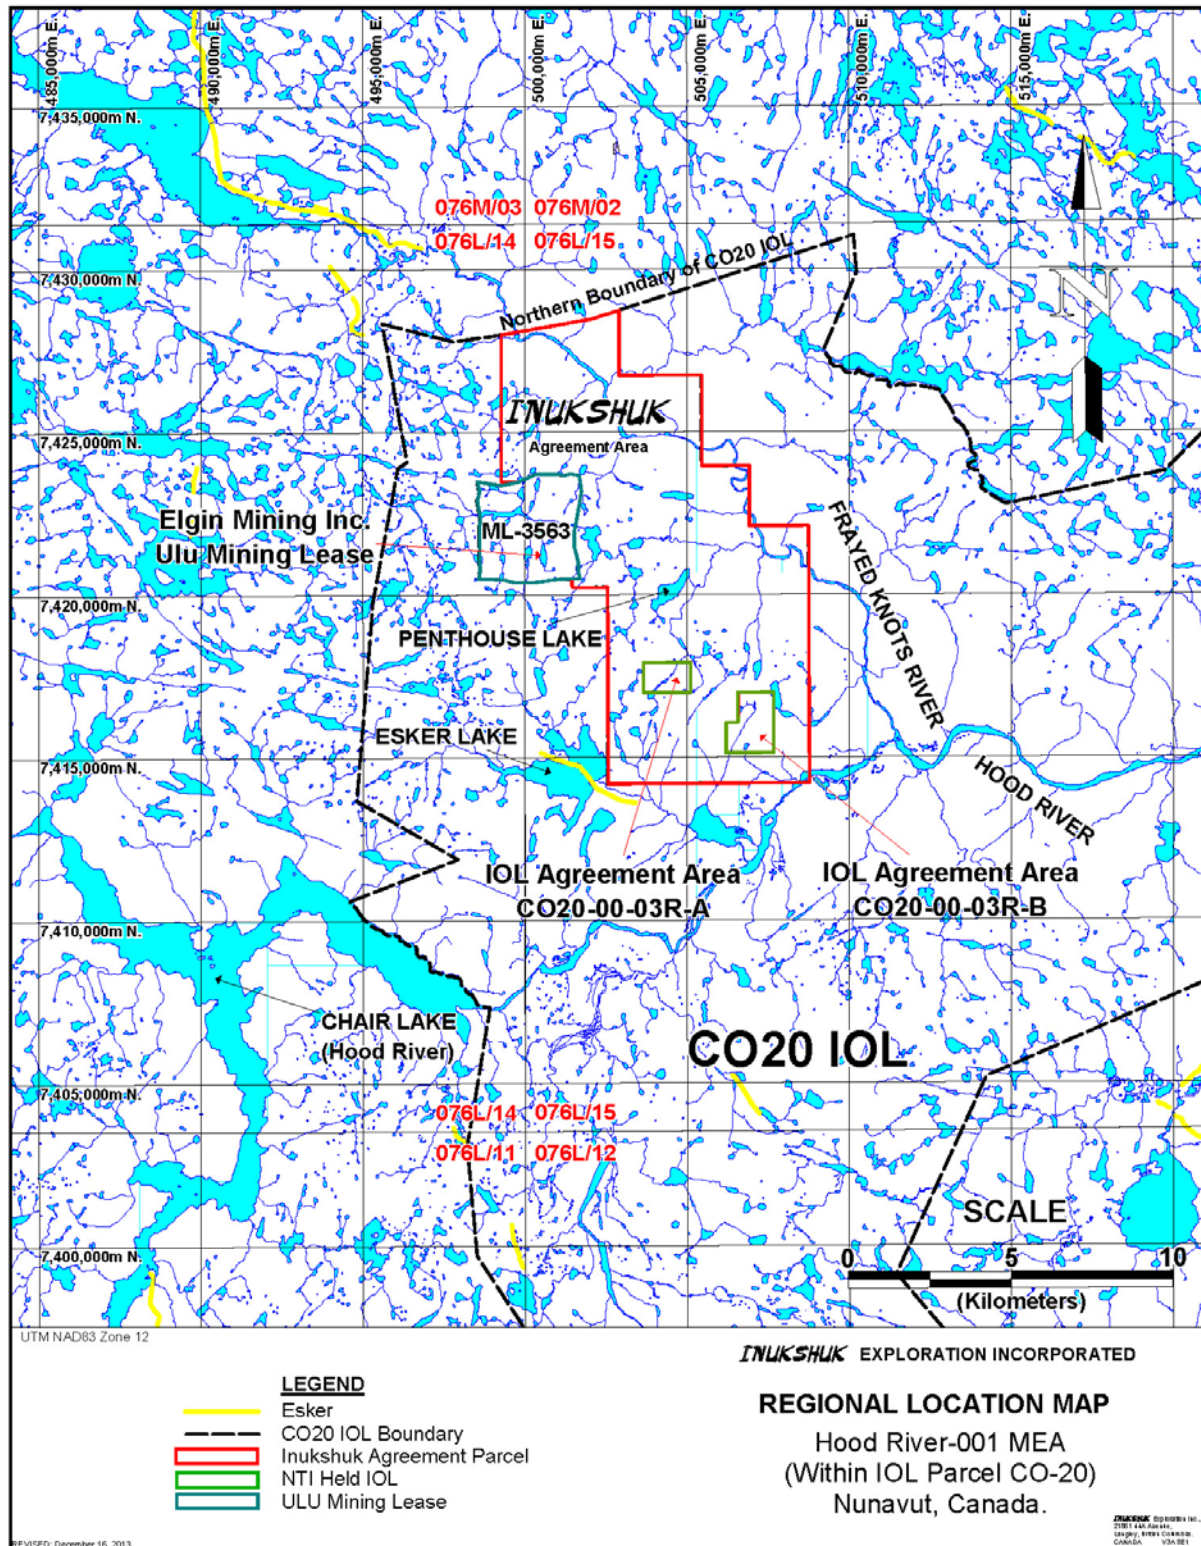 485,000m E.
490,000m E.
495,000m E.
500,000m E.
505,000m E.
510,000m E.
515,000m E.
7,435,000m N.
076M/03 076M/02
076L/14 076L/15
7,430,000m N.
Northern Boundary of CO20 IOL
N
INUKSHUK
Agreement Area
7,425,000m N.
Elgin Mining Inc.
Ulu Mining Lease
ML-3563
FRAYED KNOTS RIVER
7,420,000m N.
PENTHOUSE LAKE
ESKER LAKE
7,415,000m N.
HOOD RIVER
IOL Agreement Area
CO20-00-03R-A
IOL Agreement Area
CO20-00-03R-B
7,410,000m N.
CHAIR LAKE
(Hood River)
CO20 IOL
7,405,000m N.
076L/14 076L/15
076L/11 076L/12
SCALE
7,400,000m N.
0 5 10
(Kilometers)
UTM NAD83 Zone 12
INUKSHUK EXPLORATION INCORPORATED
LEGEND
Esker
CO20 IOL Boundary
Inukshuk Agreement Parcel
NTI Held IOL
ULU Mining Lease
REGIONAL LOCATION MAP
Hood River-001 MEA
(Within IOL Parcel CO-20)
Nunavut, Canada.
REVISED: December 16, 2013
INUKSHUK Exploration Inc.,
Langley, British Columbia.
CANADA